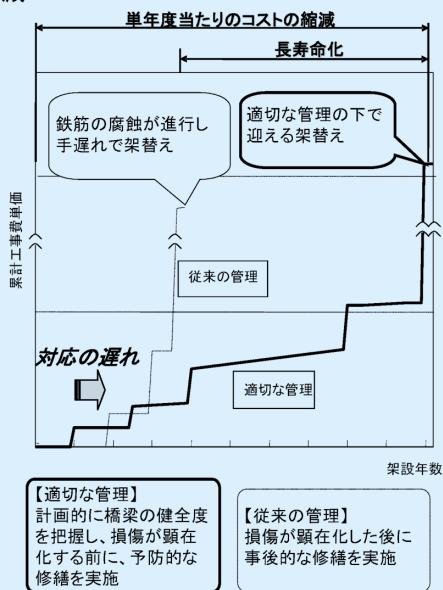 単年度当たりのコストの縮減
長寿命化
鉄筋の腐蝕が進行し
手遅れで架替え
適切な管理の下で
迎える架替え
累計工事費単価
従来の管理
対応の遅れ
適切な管理
架設年数
【適切な管理】
計画的に橋梁の健全度
を把握し、損傷が顕在
化する前に、予防的な
修繕を実施
【従来の管理】
損傷が顕在化した後に
事後的な修繕を実施